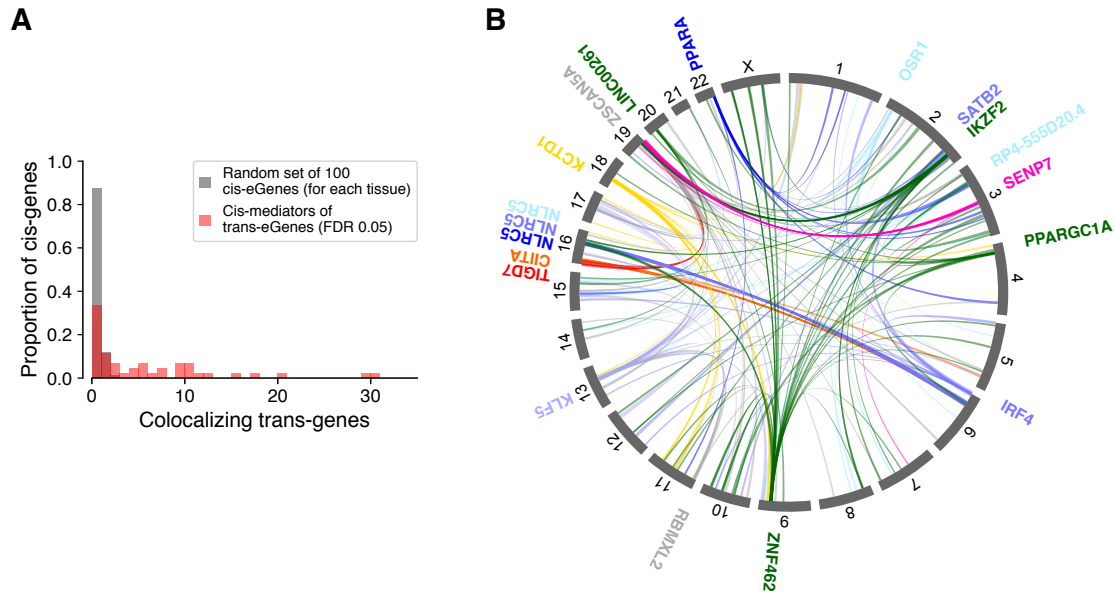 A
Proportion of cis-genes
1.0
0.8
0.6
0.4
0.2
0.0
0
10
20
30
Colocalizing trans-genes
Random set of 100
cis-eGenes (for each tissue)
Cis-mediators of
trans-eGenes (FDR 0.05)
B
1
2
3
4
5
6
7
8
9
10
11
12
13
14
15
16
17
18
19
20
21
22
X
OSR1
SATB2
IKZF2
RP4-555D20.4
SENP7
PPARGC1A
IRF4
ZNF462
RBMXL2
KLF5
TIGD7
CIITA
NLRC5
NLRC5
NLRC5
KCTD1
ZSCAN5A
LINC00261
PPARA